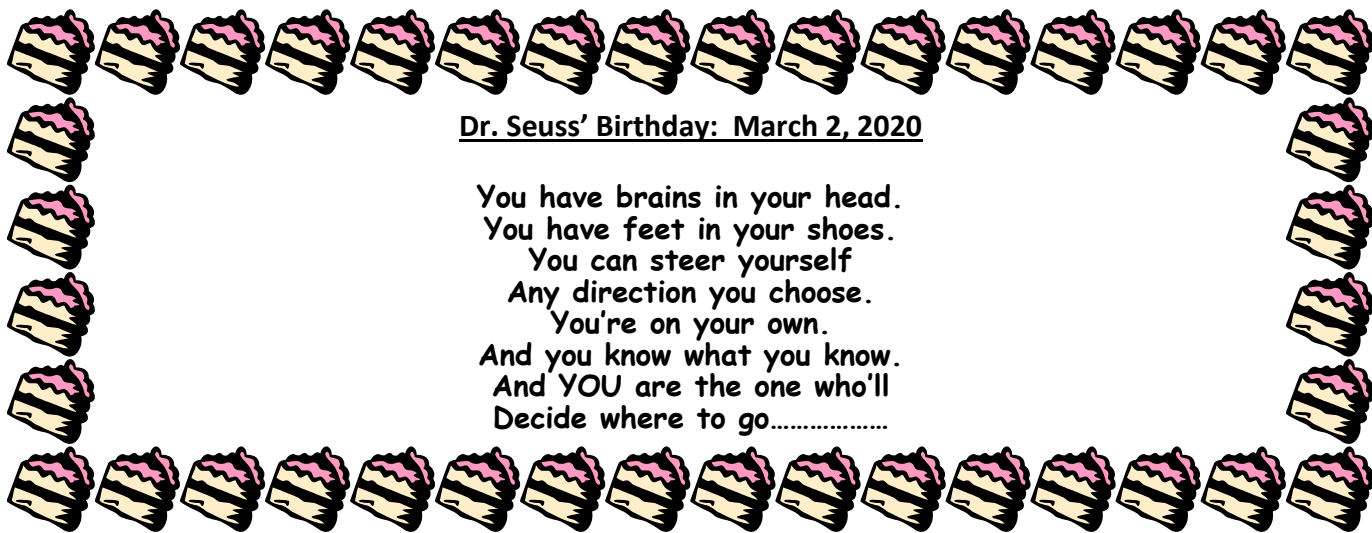 Dr. Seuss’ Birthday:  March 2, 2020
You have brains in your head.
You have feet in your shoes.
You can steer yourself
Any direction you choose.
You’re on your own.
And you know what you know.
And YOU are the one who’ll
Decide where to go………………